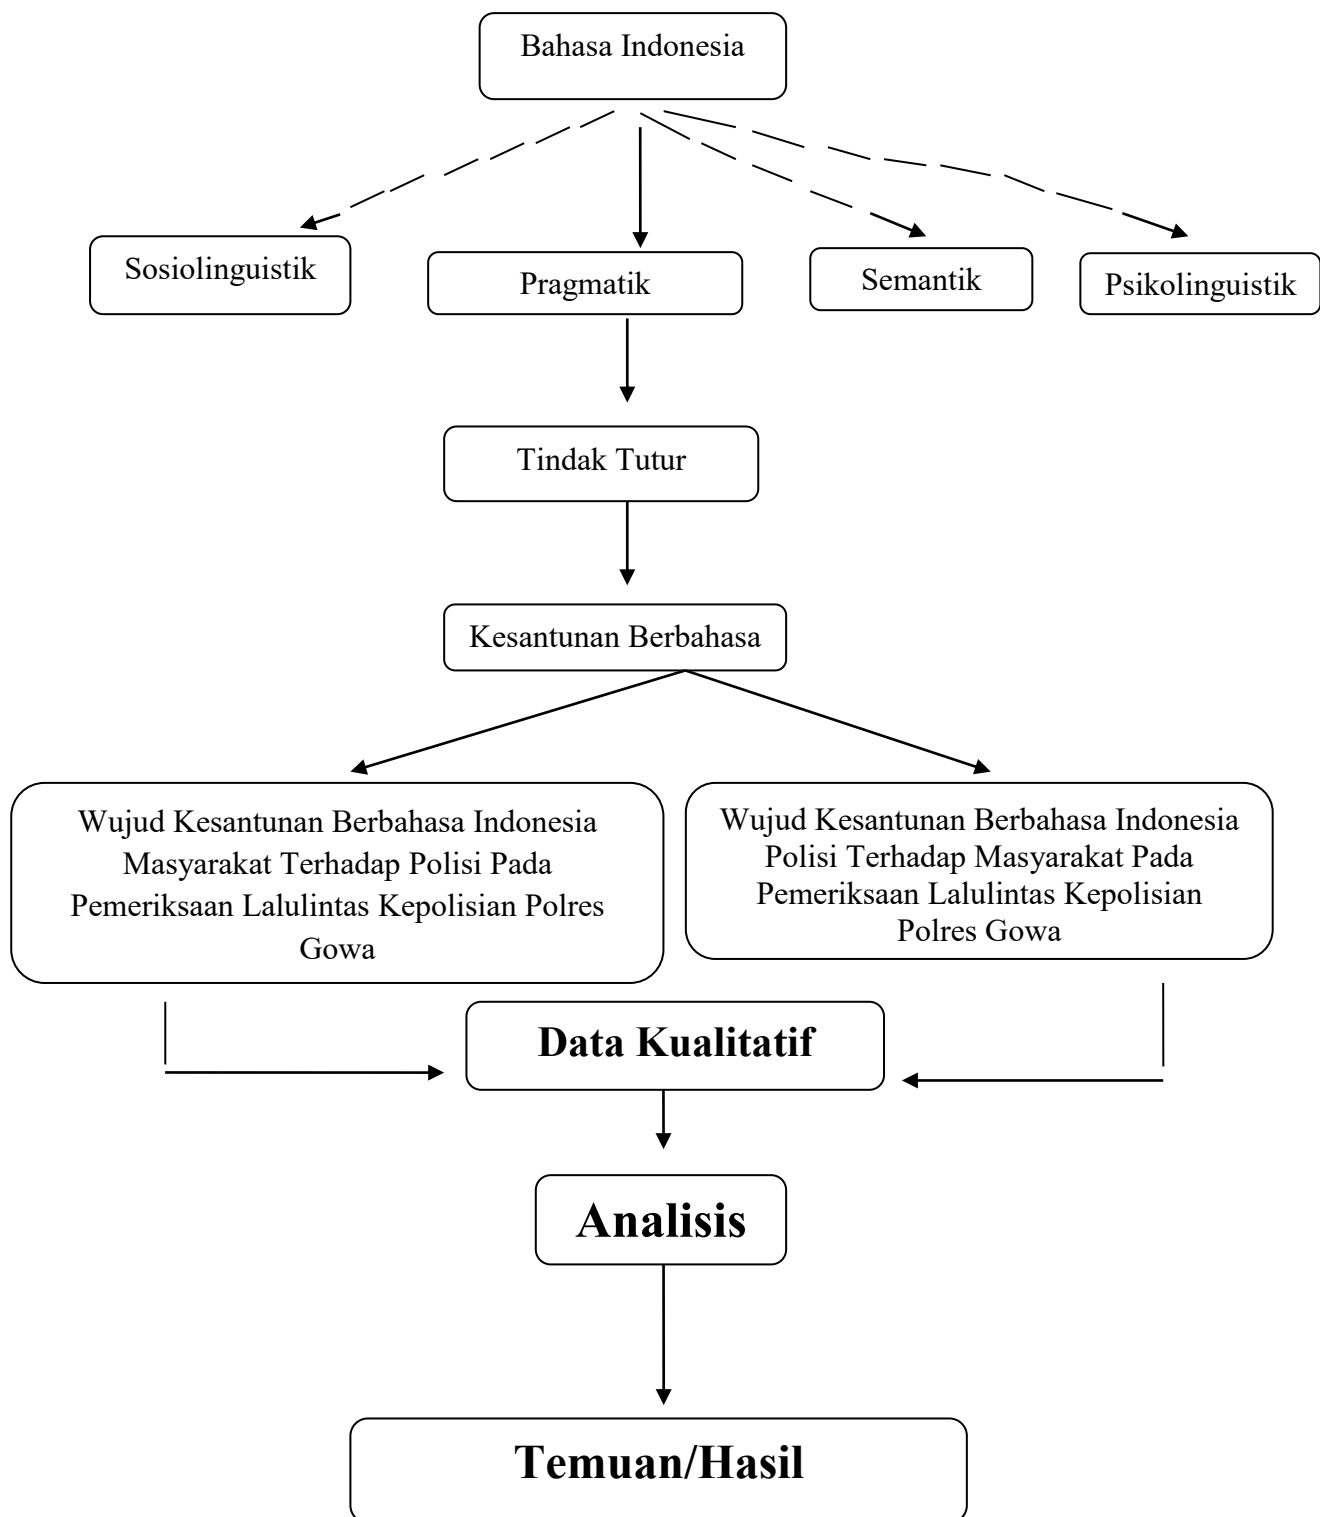 Bahasa Indonesia
Sosiolinguistik
Pragmatik
Semantik
Psikolinguistik
Tindak Tutur
Kesantunan Berbahasa
Wujud Kesantunan Berbahasa Indonesia
Masyarakat Terhadap Polisi Pada
Pemeriksaan Lalulintas Kepolisian Polres
Gowa
Wujud Kesantunan Berbahasa Indonesia
Polisi Terhadap Masyarakat Pada
Pemeriksaan Lalulintas Kepolisian
Polres Gowa
Data Kualitatif
Analisis
Temuan/Hasil